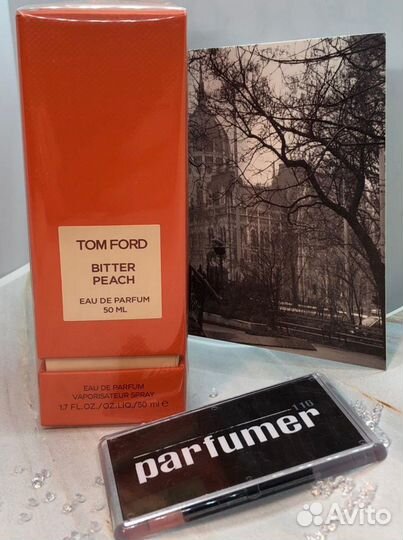 TOM FORD
BITTER
PEACH
EAU DE PARFUM
50 ML
EAU DE PARFUM
VAPORISATEUR SPRAY
1.7 FL.OZ./OZ.LIQ./50 ml e
116
parfumer
Avito